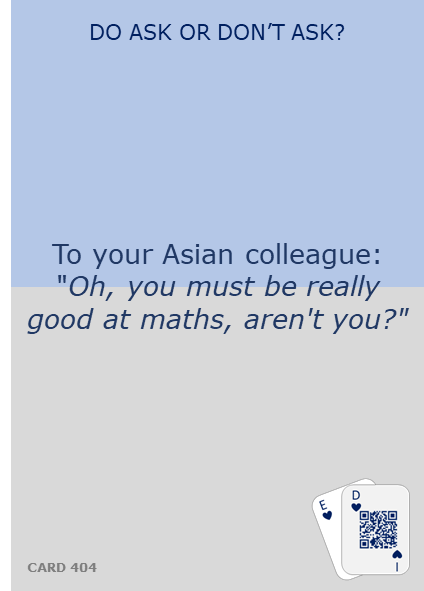 DO ASK OR DON’T ASK?
To your Asian colleague:
"Oh, you must be really
good at maths, aren't you?"
E
D
I
CARD 404